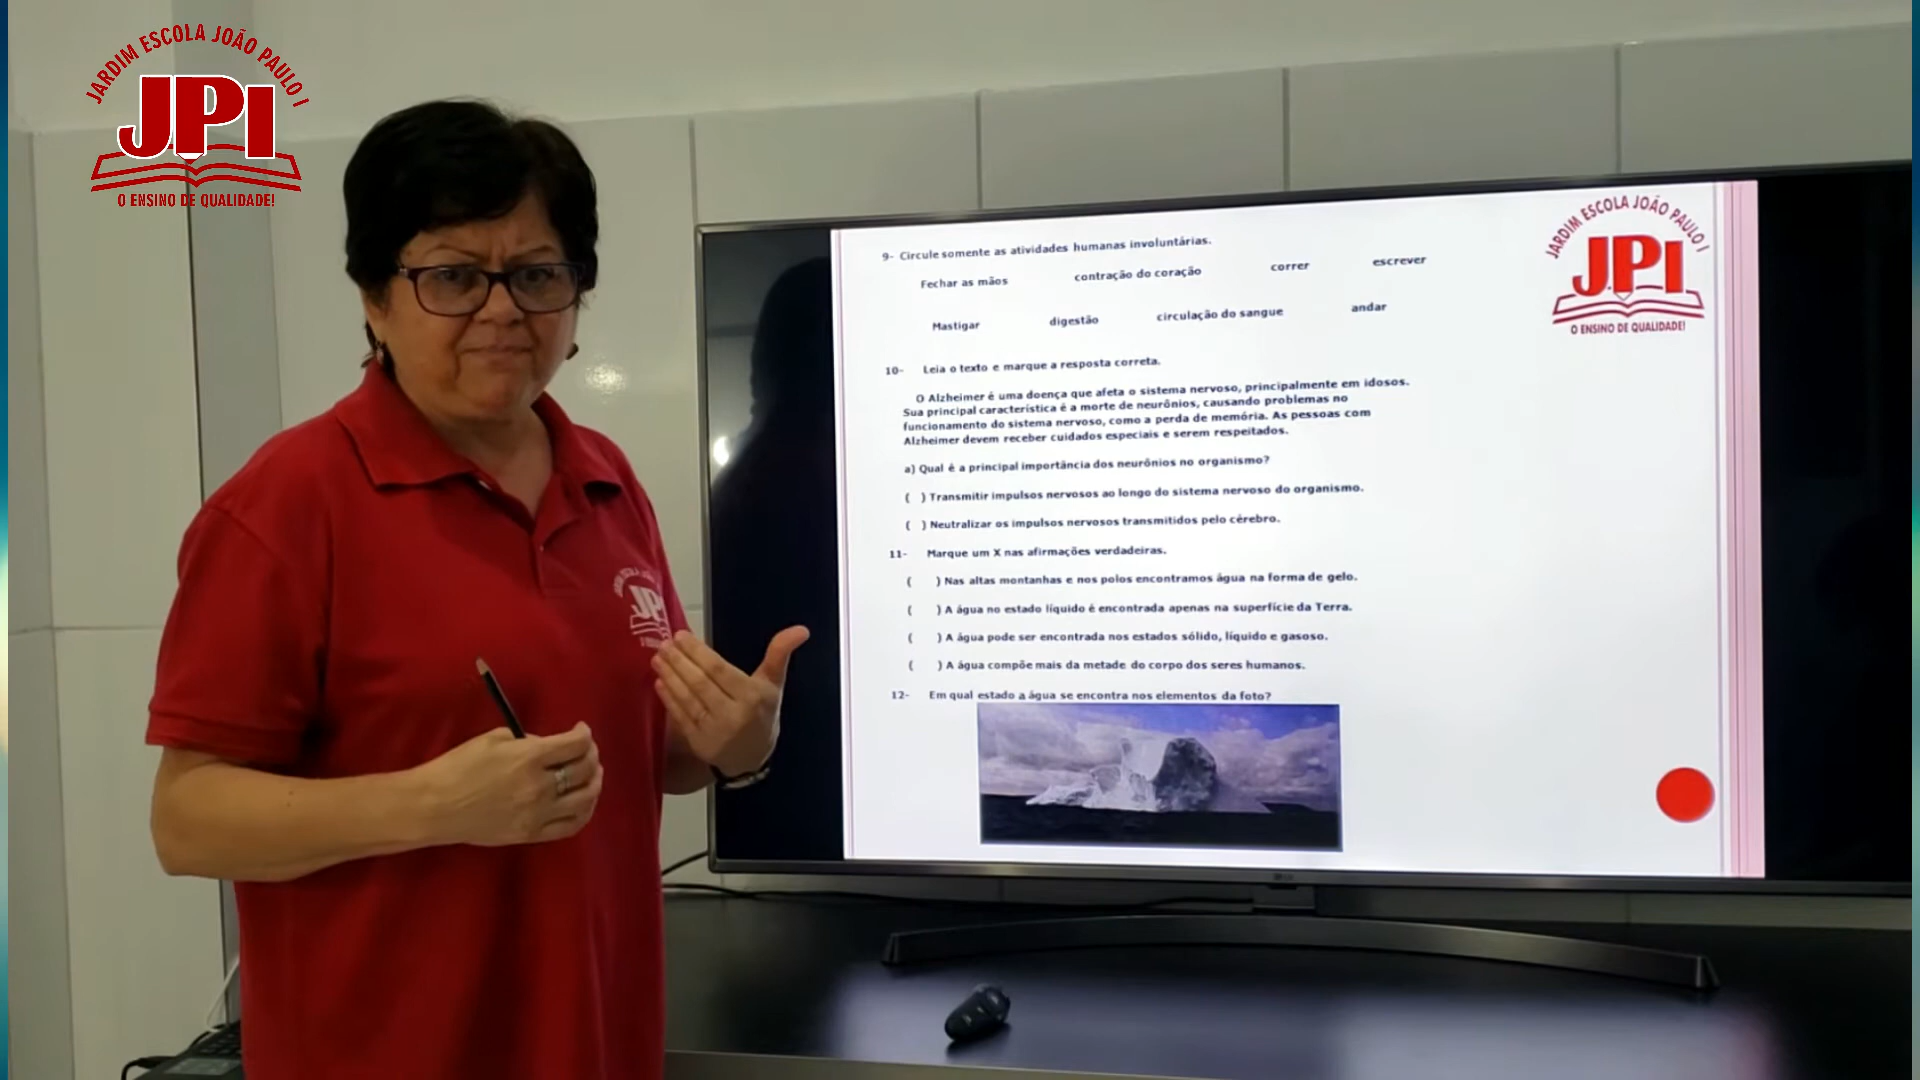 JARDIM ESCOLA JOÃO PAULO I
JPI
O ENSINO DE QUALIDADE!
JARDIM ESCOLA JOÃO PAULO I
JPI
O ENSINO DE QUALIDADE!
9- Circule somente as atividades humanas involuntárias.
Fechar as mãos contração do coração correr escrever
Mastigar digestão circulação do sangue andar
10- Leia o texto e marque a resposta correta.
O Alzheimer é uma doença que afeta o sistema nervoso, principalmente em idosos.
Sua principal característica é a morte de neurônios, causando problemas no
funcionamento do sistema nervoso, como a perda de memória. As pessoas com
Alzheimer devem receber cuidados especiais e serem respeitados.
a) Qual é a principal importância dos neurônios no organismo?
( ) Transmitir impulsos nervosos ao longo do sistema nervoso do organismo.
( ) Neutralizar os impulsos nervosos transmitidos pelo cérebro.
11- Marque um X nas afirmações verdadeiras.
( ) Nas altas montanhas e nos polos encontramos água na forma de gelo.
( ) A água no estado líquido é encontrada apenas na superfície da Terra.
( ) A água pode ser encontrada nos estados sólido, líquido e gasoso.
( ) A água compõe mais da metade do corpo dos seres humanos.
12- Em qual estado a água se encontra nos elementos da foto?
JPI
LG